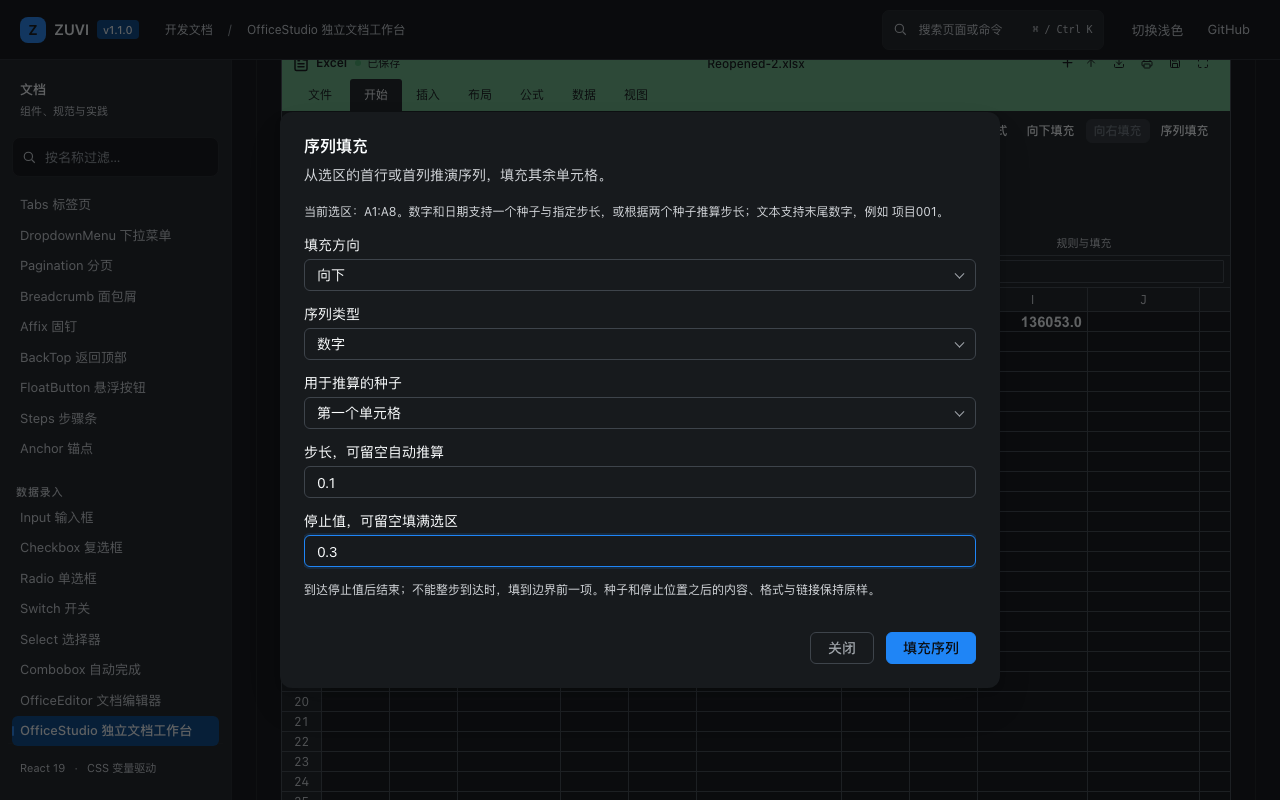 Z ZUVI v1.1.0 开发文档 / OfficeStudio 独立文档工作台 搜索页面或命令 ⌘ / Ctrl K 切换浅色 GitHub
文档
组件、规范与实践
按名称过滤...
Tabs 标签页
DropdownMenu 下拉菜单
Pagination 分页
Breadcrumb 面包屑
Affix 固钉
BackTop 返回顶部
FloatButton 悬浮按钮
Steps 步骤条
Anchor 锚点
数据录入
Input 输入框
Checkbox 复选框
Radio 单选框
Switch 开关
Select 选择器
Combobox 自动完成
OfficeEditor 文档编辑器
OfficeStudio 独立文档工作台
React 19 · CSS 变量驱动
Excel 已保存 Reopened-2.xlsx
文件 开始 插入 布局 公式 数据 视图
式 向下填充 向右填充 序列填充
规则与填充
I J
136053.0
序列填充
从选区的首行或首列推演序列，填充其余单元格。
当前选区：A1:A8。数字和日期支持一个种子与指定步长，或根据两个种子推算步长；文本支持末尾数字，例如 项目001。
填充方向
向下
序列类型
数字
用于推算的种子
第一个单元格
步长，可留空自动推算
0.1
停止值，可留空填满选区
0.3
到达停止值后结束；不能整步到达时，填到边界前一项。种子和停止位置之后的内容、格式与链接保持原样。
关闭 填充序列
20
21
22
23
24
25